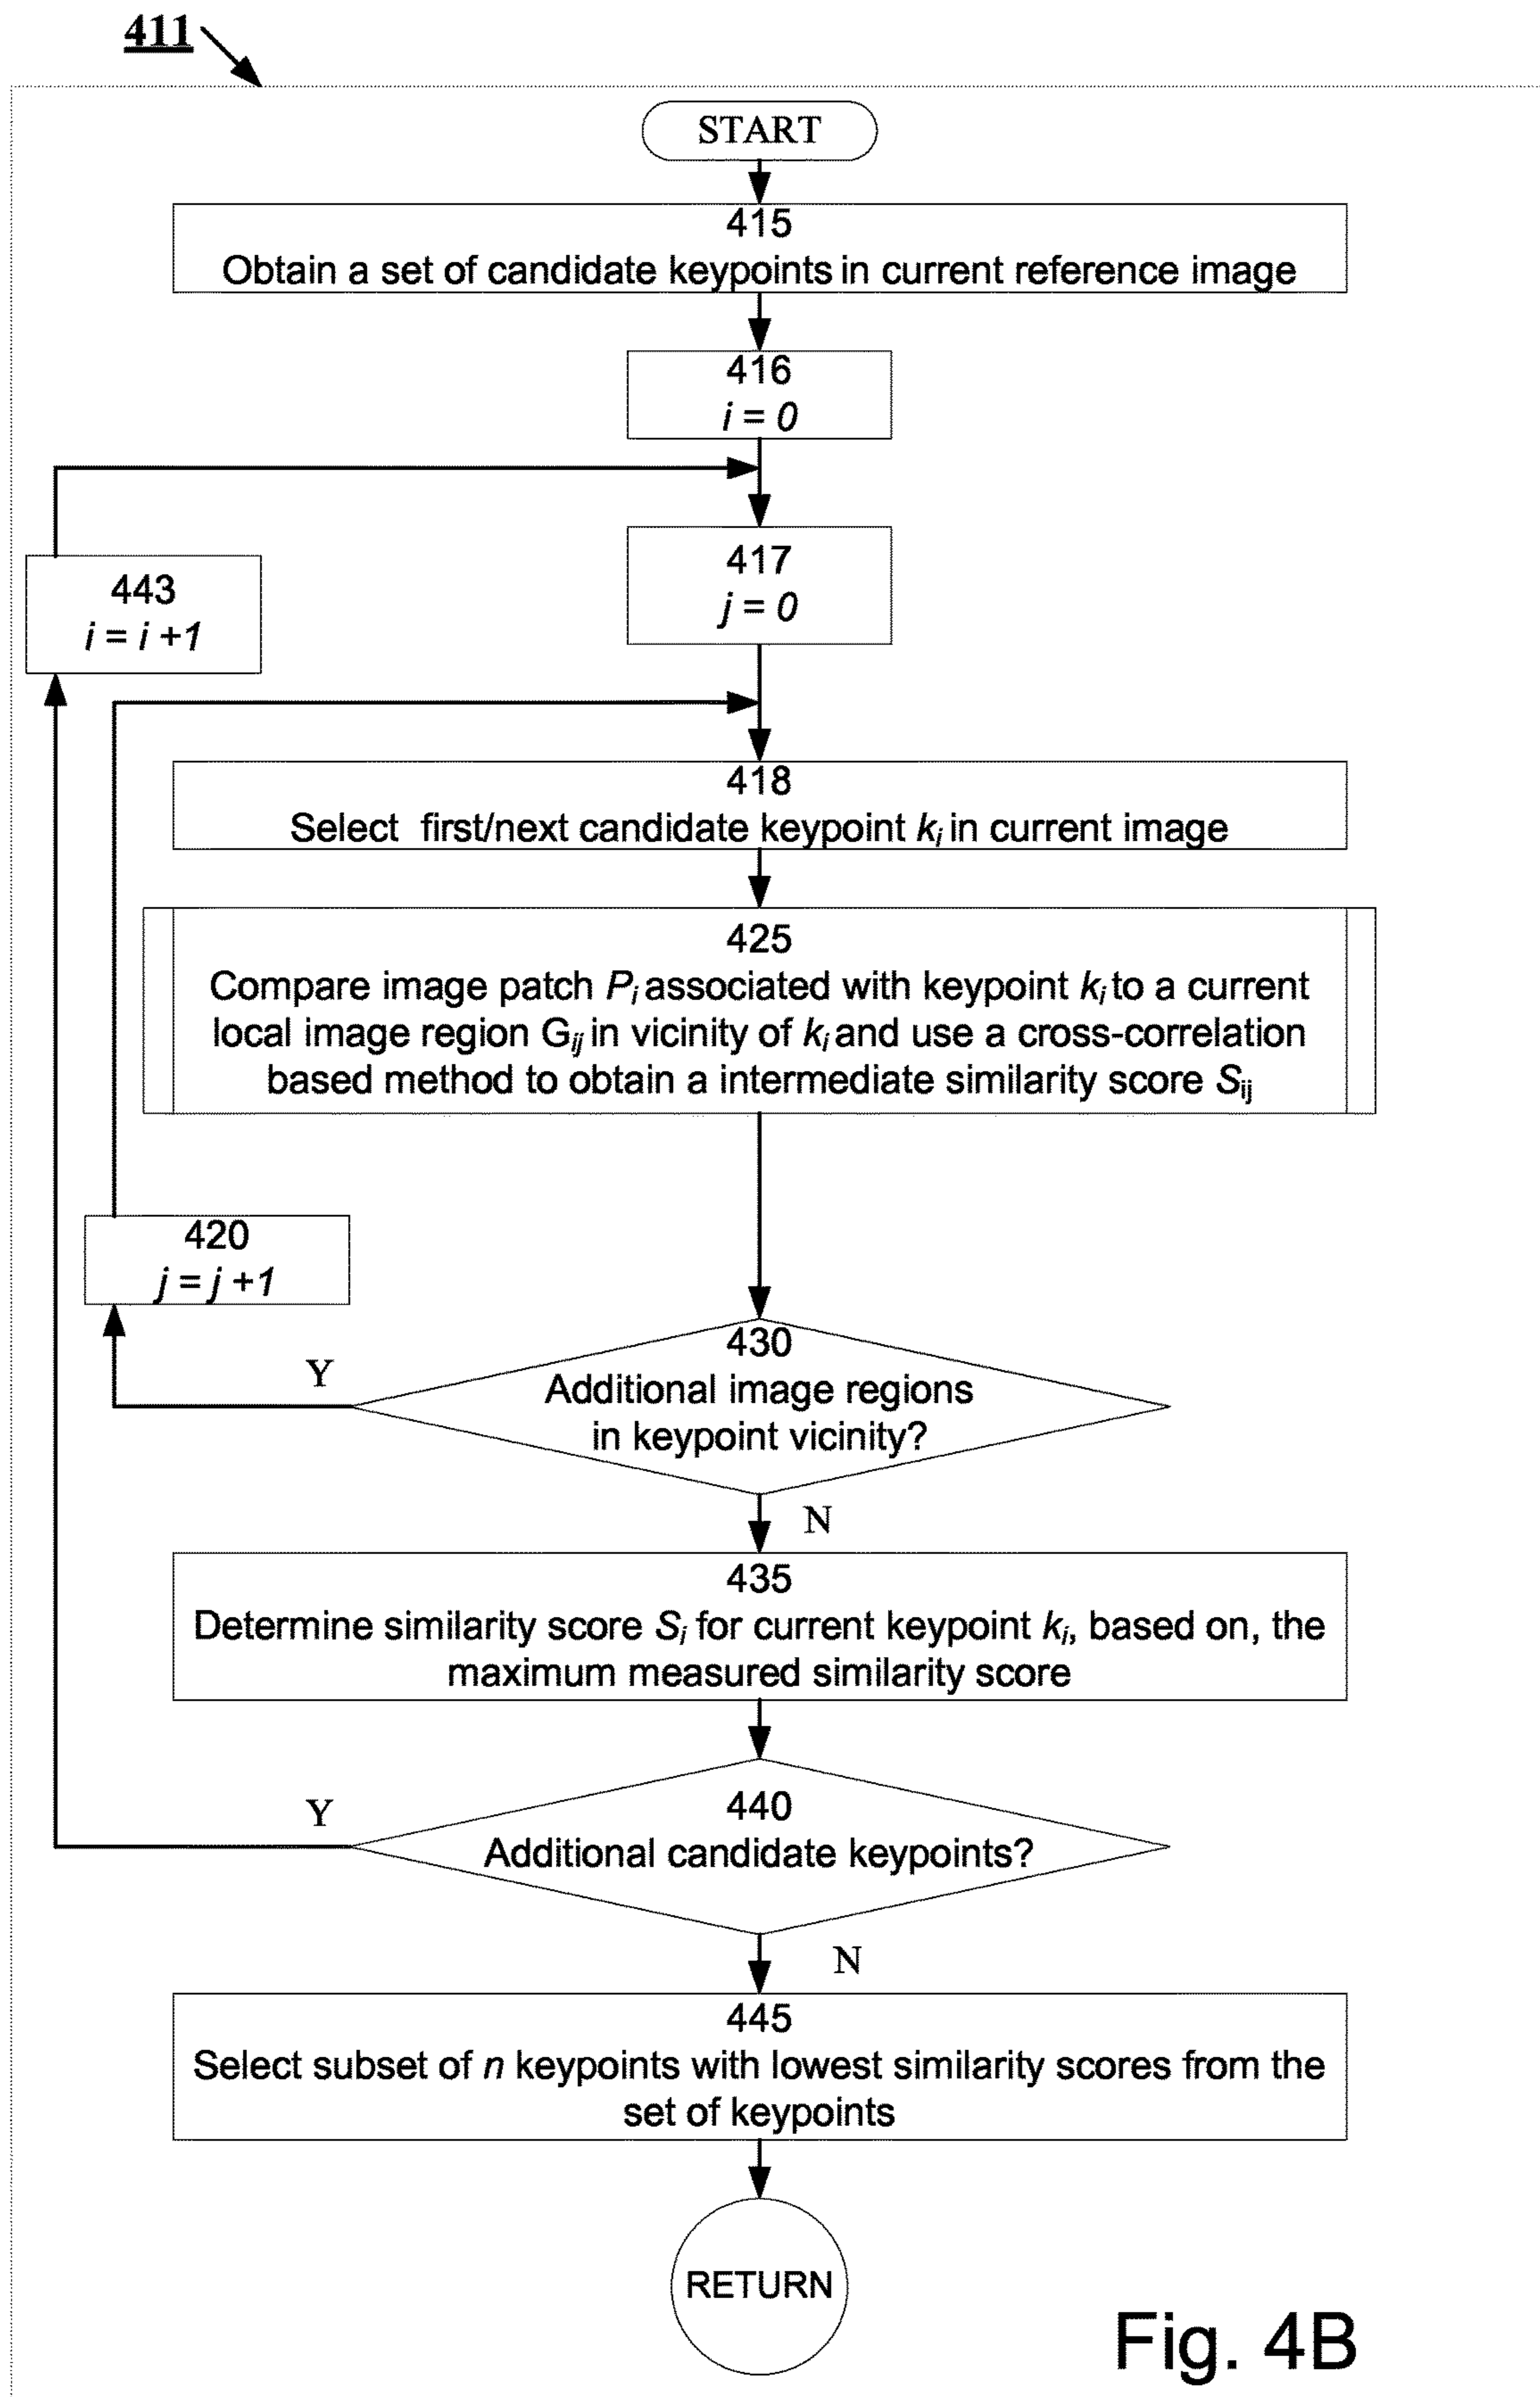 411
START
415
Obtain a set of candidate keypoints in current reference image
416
i = 0
417
j = 0
443
i = i +1
418
Select first/next candidate keypoint ki in current image
425
Compare image patch Pi associated with keypoint ki to a current
local image region Gij in vicinity of ki and use a cross-correlation
based method to obtain a intermediate similarity score Sij
420
j = j +1
430
Additional image regions
in keypoint vicinity?
Y
N
435
Determine similarity score Si for current keypoint ki, based on, the
maximum measured similarity score
440
Additional candidate keypoints?
Y
N
445
Select subset of n keypoints with lowest similarity scores from the
set of keypoints
RETURN
Fig. 4B